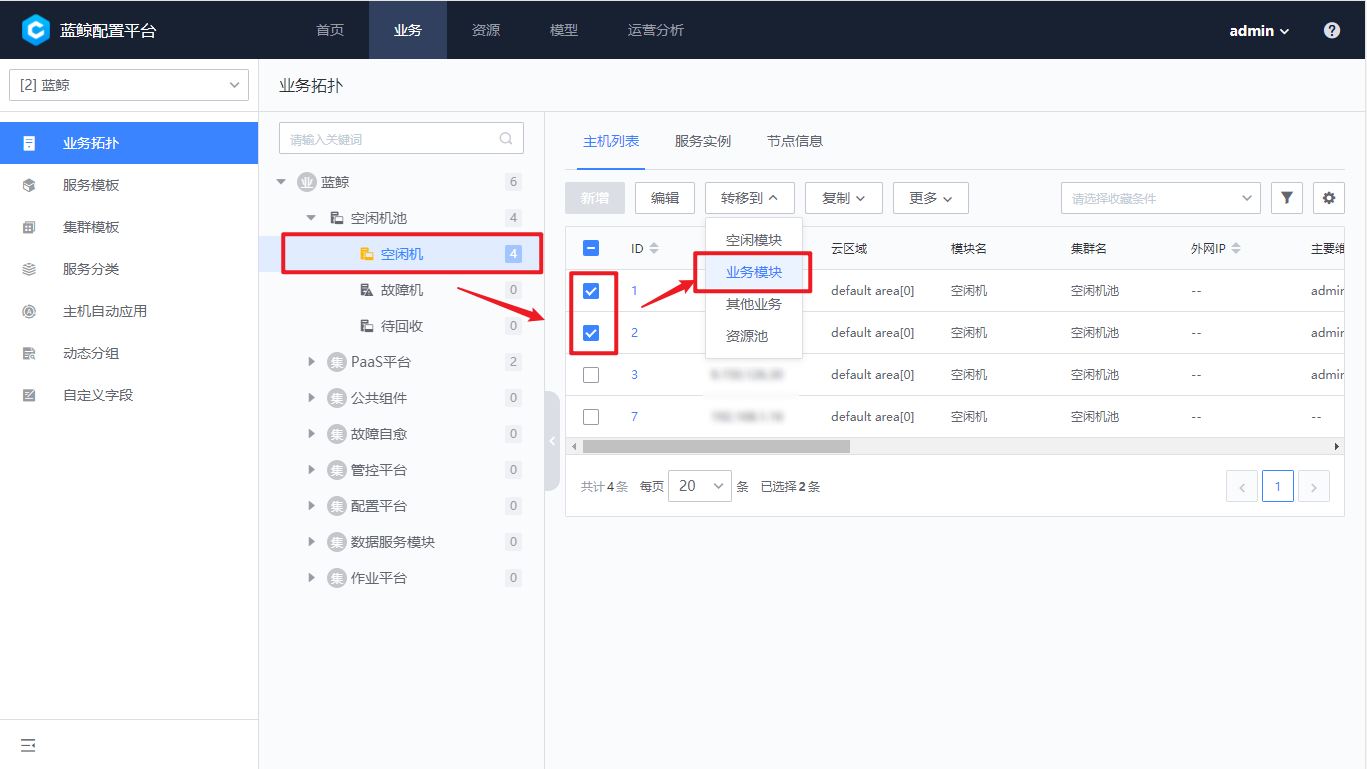 蓝鲸配置平台 首页 业务 资源 模型 运营分析 admin
[2] 蓝鲸
业务拓扑
服务模板
集群模板
服务分类
主机自动应用
动态分组
自定义字段
业务拓扑
请输入关键词
业 蓝鲸 6
空闲机池 4
空闲机 4
故障机 0
待回收 0
集 PaaS平台 2
集 公共组件 0
集 故障自愈 0
集 管控平台 0
集 配置平台 0
集 数据服务模块 0
集 作业平台 0
主机列表 服务实例 节点信息
新增 编辑 转移到 复制 更多 请选择收藏条件
空闲模块
业务模块
其他业务
资源池
ID 云区域 模块名 集群名 外网IP 主要维
1 default area[0] 空闲机 空闲机池 -- admin
2 default area[0] 空闲机 空闲机池 -- admin
3 default area[0] 空闲机 空闲机池 -- admin
7 default area[0] 空闲机 空闲机池 -- --
共计4条 每页 20 条 已选择2条 1